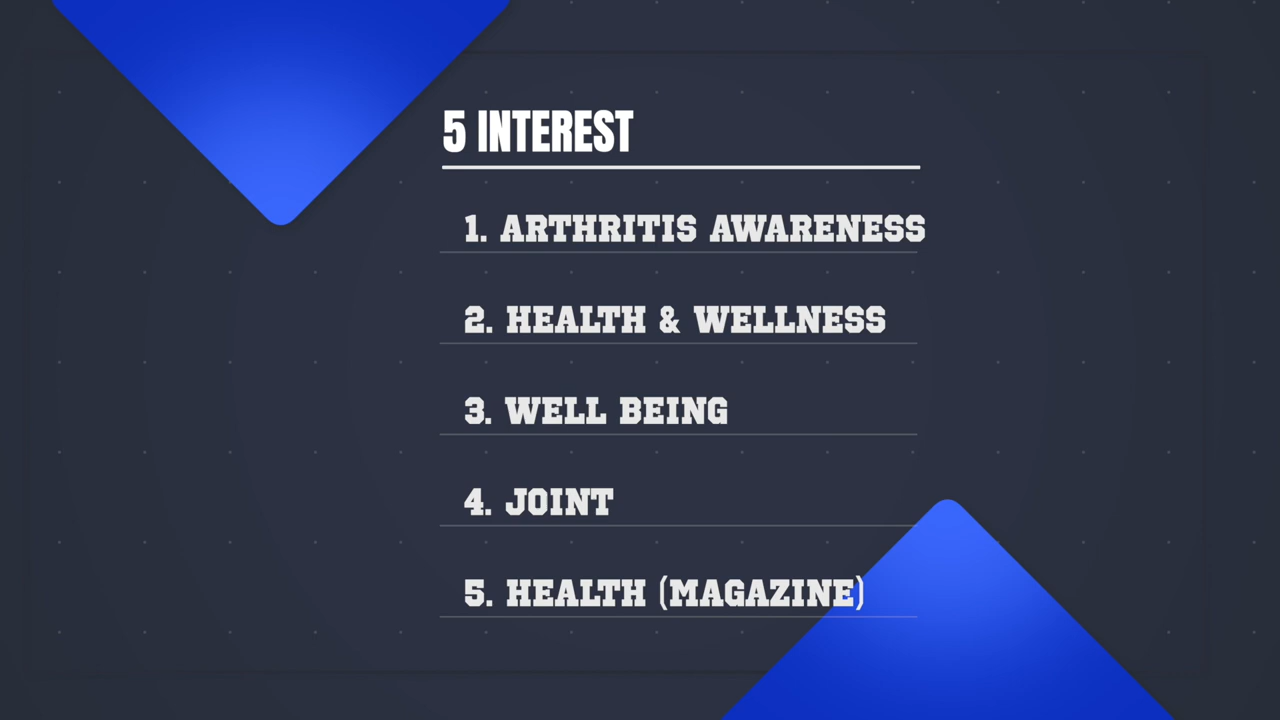 5 INTEREST
1. ARTHRITIS AWARENESS
2. HEALTH & WELLNESS
3. WELL BEING
4. JOINT
5. HEALTH (MAGAZINE)